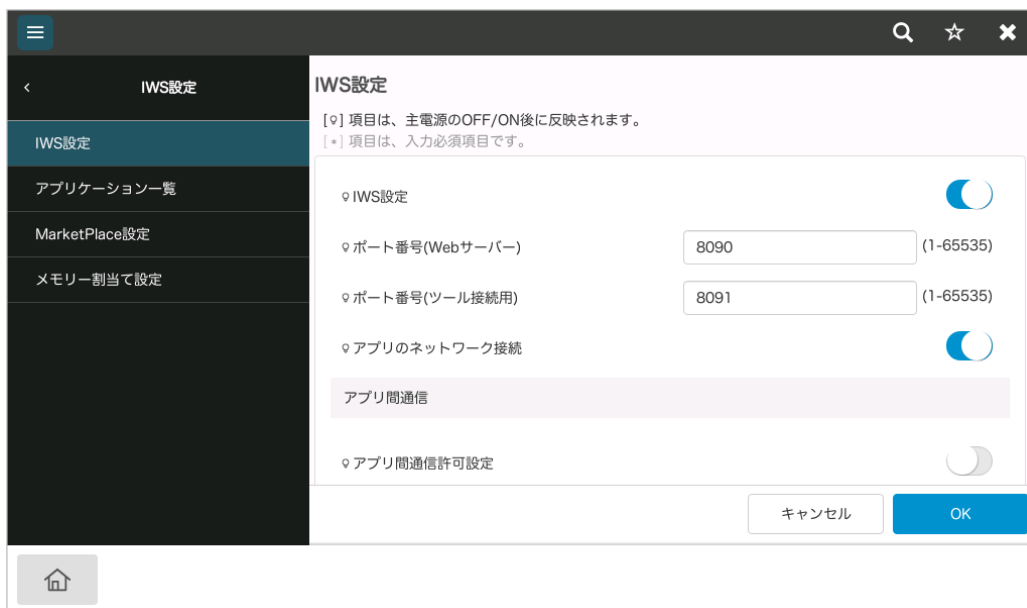 IWS設定
IWS設定
アプリケーション一覧
MarketPlace設定
メモリー割当て設定
IWS設定
[♀] 項目は、主電源のOFF/ON後に反映されます。
[*] 項目は、入力必須項目です。
♀IWS設定
♀ポート番号(Webサーバー) 8090 (1-65535)
♀ポート番号(ツール接続用) 8091 (1-65535)
♀アプリのネットワーク接続
アプリ間通信
♀アプリ間通信許可設定
キャンセル OK